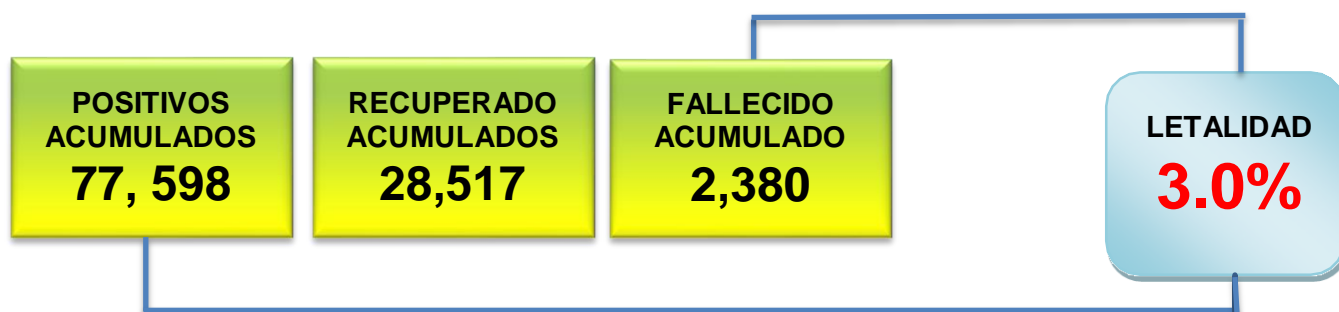 POSITIVOS
ACUMULADOS
77, 598
RECUPERADO
ACUMULADOS
28,517
FALLECIDO
ACUMULADO
2,380
LETALIDAD
3.0%